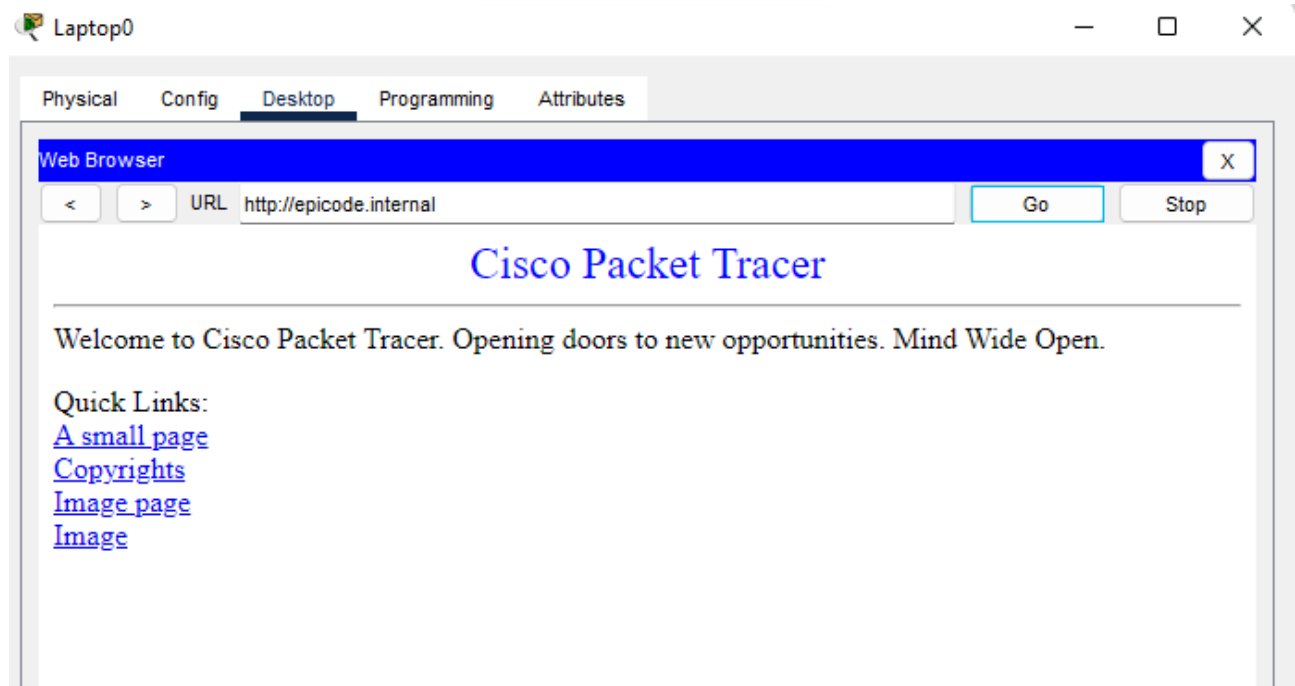 Laptop0
Physical Config Desktop Programming Attributes
Web Browser X
< > URL http://epicode.internal Go Stop
Cisco Packet Tracer
Welcome to Cisco Packet Tracer. Opening doors to new opportunities. Mind Wide Open.
Quick Links:
A small page
Copyrights
Image page
Image